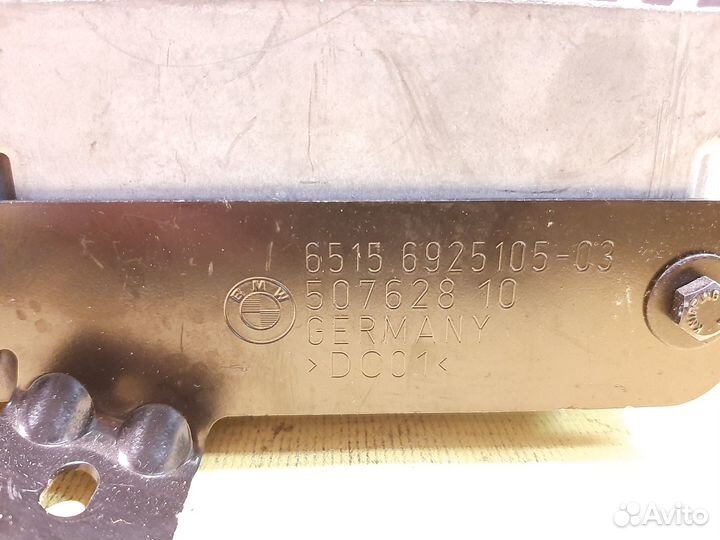 6515 6925105-03
BMW
507628 10
GERMANY
>DC01<
Avito